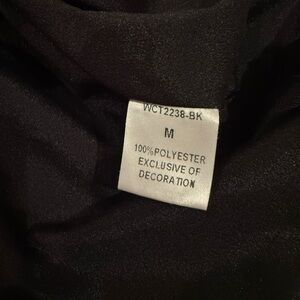 WCT2238-BK
M
100%POLYESTER
EXCLUSIVE OF
DECORATION